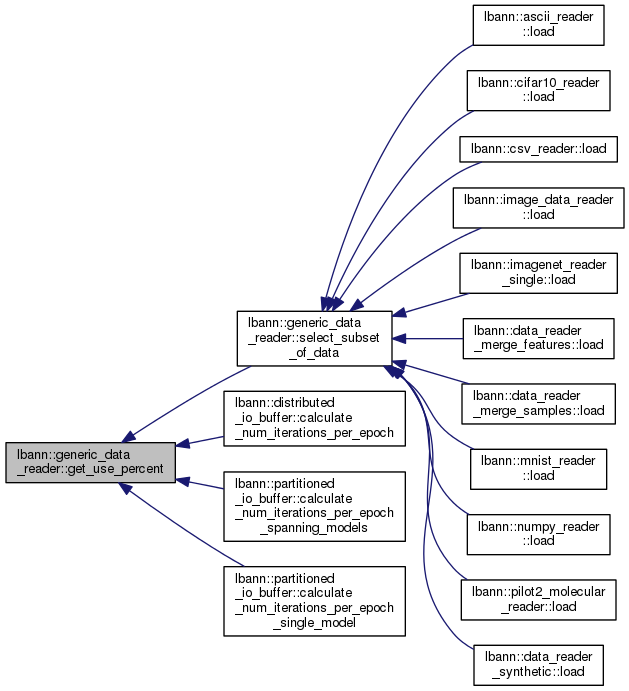 lbann::ascii_reader
::load
lbann::cifar10_reader
::load
lbann::csv_reader::load
lbann::image_data_reader
::load
lbann::imagenet_reader
_single::load
lbann::generic_data
_reader::select_subset
_of_data
lbann::data_reader
_merge_features::load
lbann::data_reader
_merge_samples::load
lbann::distributed
_io_buffer::calculate
_num_iterations_per_epoch
lbann::generic_data
_reader::get_use_percent
lbann::mnist_reader
::load
lbann::partitioned
_io_buffer::calculate
_num_iterations_per_epoch
_spanning_models
lbann::numpy_reader
::load
lbann::partitioned
_io_buffer::calculate
_num_iterations_per_epoch
_single_model
lbann::pilot2_molecular
_reader::load
lbann::data_reader
_synthetic::load